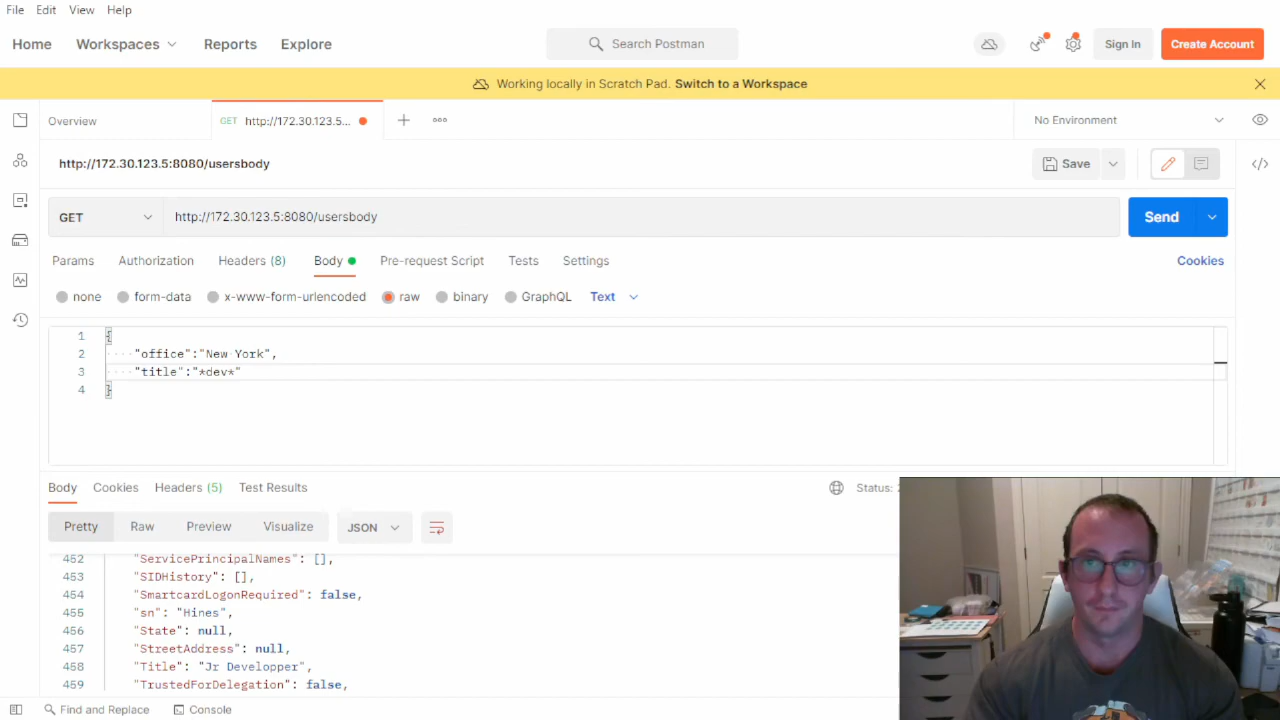 File Edit View Help
Home Workspaces Reports Explore Search Postman Sign In Create Account
Working locally in Scratch Pad. Switch to a Workspace
Overview GET http://172.30.123.5... No Environment
http://172.30.123.5:8080/usersbody Save
GET http://172.30.123.5:8080/usersbody Send
Params Authorization Headers (8) Body Pre-request Script Tests Settings Cookies
none form-data x-www-form-urlencoded raw binary GraphQL Text
1 {
2 "office":"New York",
3 "title":"*dev*"
4 }
Body Cookies Headers (5) Test Results Status:
Pretty Raw Preview Visualize JSON
452 "ServicePrincipalNames": [],
453 "SIDHistory": [],
454 "SmartcardLogonRequired": false,
455 "sn": "Hines",
456 "State": null,
457 "StreetAddress": null,
458 "Title": "Jr Developper",
459 "TrustedForDelegation": false,
Find and Replace Console